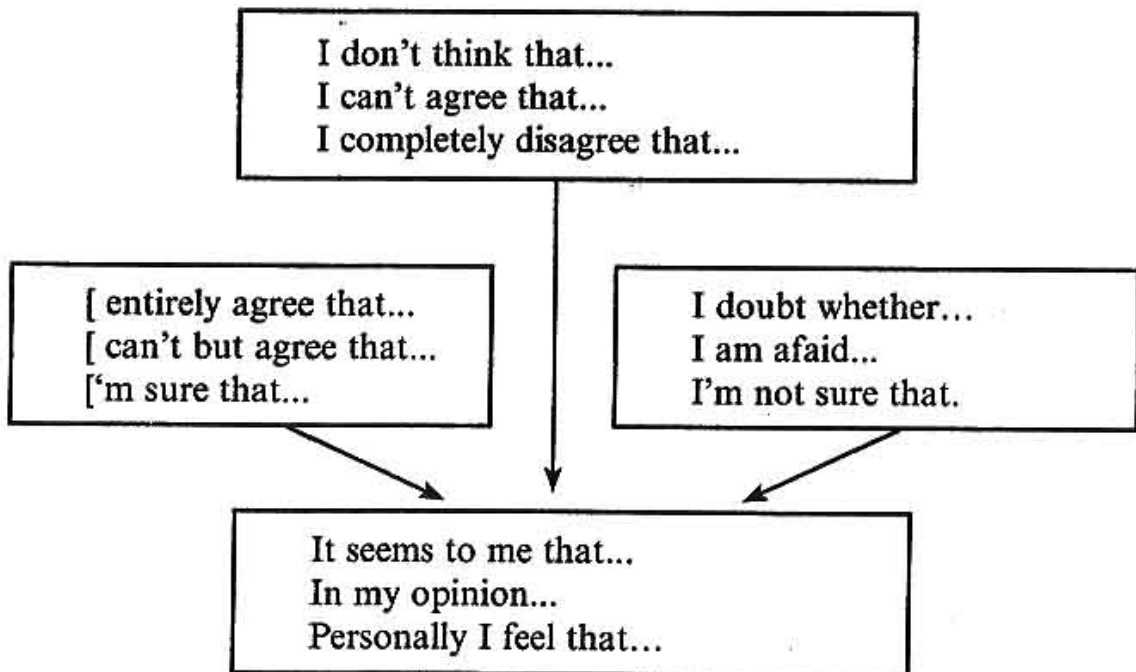 I don't think that...
I can't agree that...
I completely disagree that...
[ entirely agree that...
[ can't but agree that...
[‘m sure that...
I doubt whether...
I am afaid...
I'm not sure that.
It seems to me that...
In my opinion...
Personally I feel that...